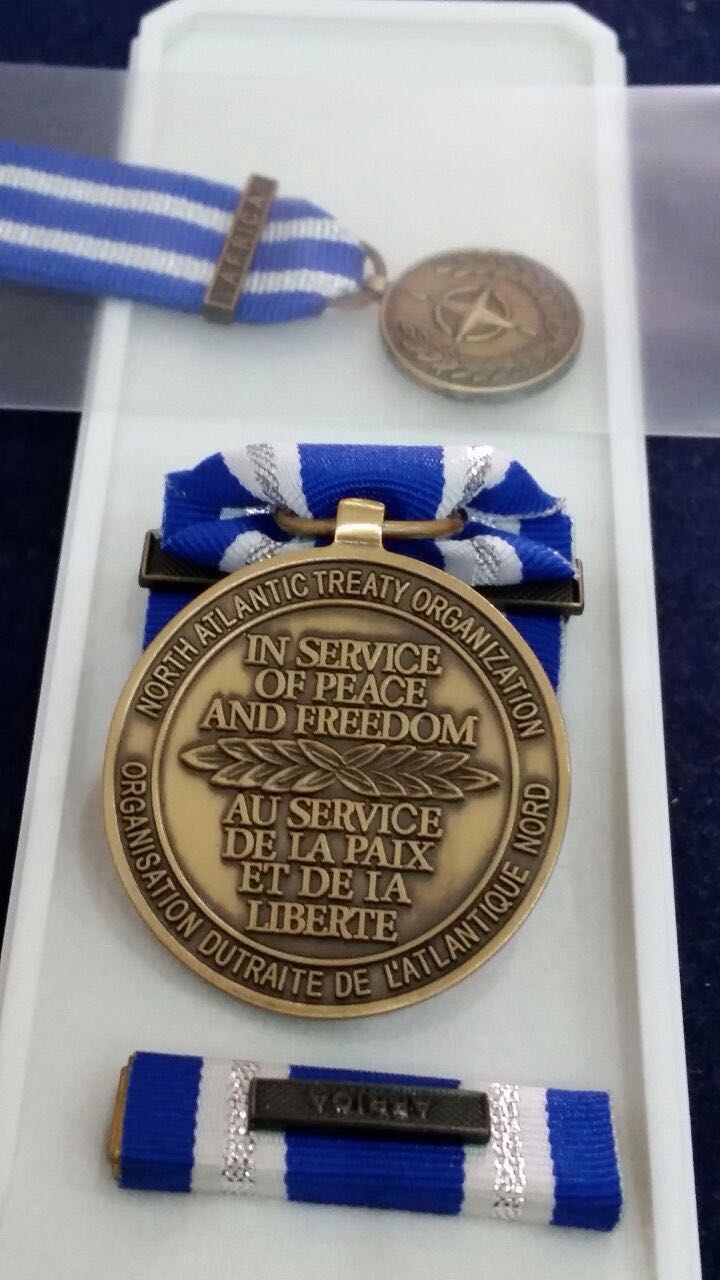 AFRICA
NORTH ATLANTIC TREATY ORGANIZATION
IN SERVICE
OF PEACE
AND FREEDOM
AU SERVICE
DE LA PAIX
ET DE IA
LIBERTE
ORGANISATION DUTRAITE DE L'ATLANTIQUE NORD
AFRICA